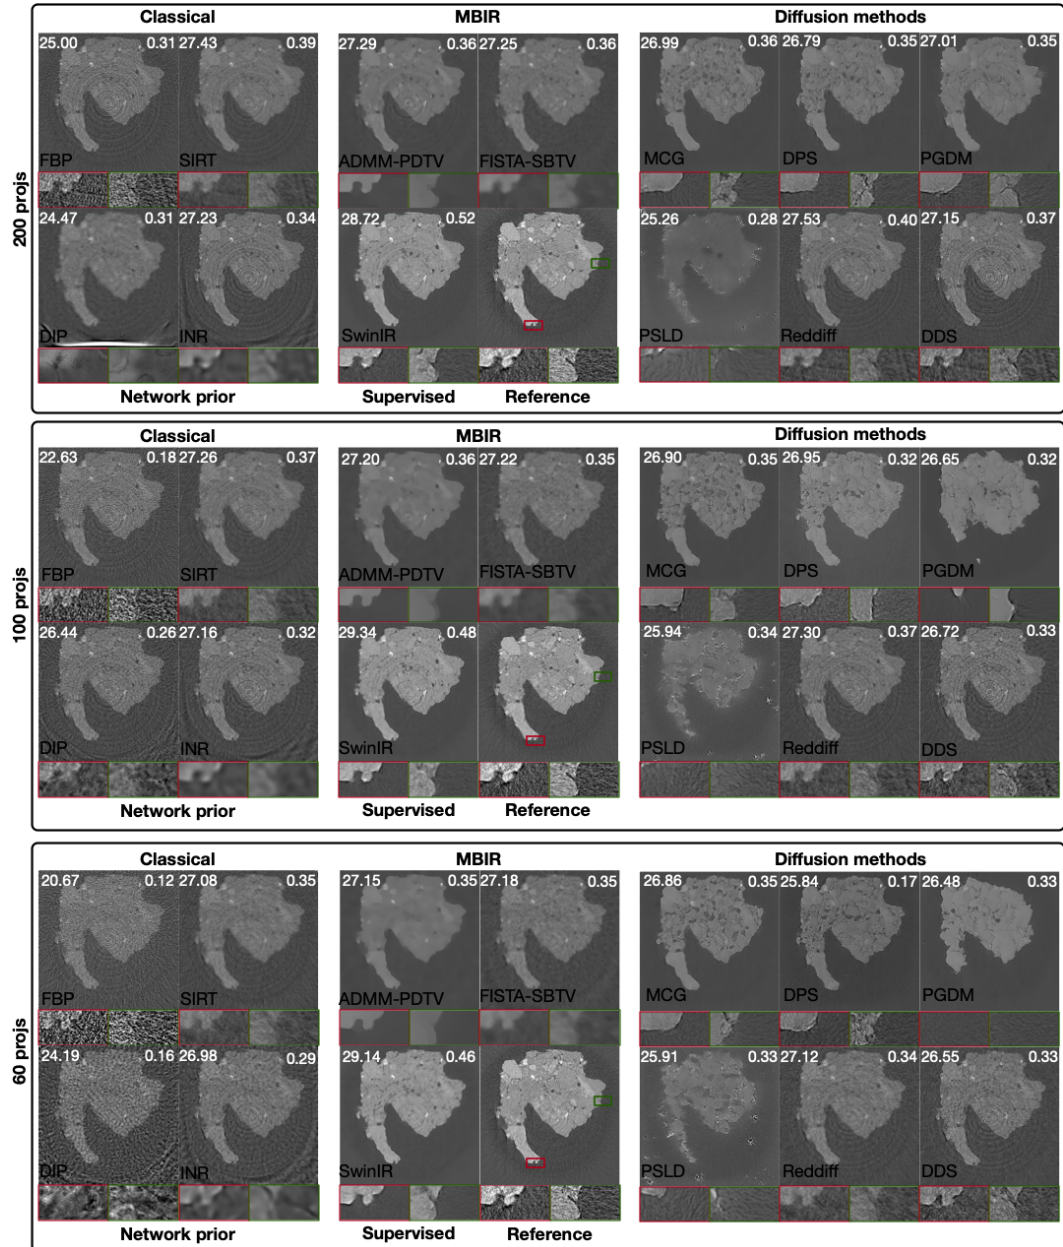 Classical MBIR Diffusion methods
200 projs
25.00 0.31 27.43 0.39 27.29 0.36 27.25 0.36 26.99 0.36 26.79 0.35 27.01 0.35
FBP SIRT ADMM-PDTV FISTA-SBTV MCG DPS PGDM
24.47 0.31 27.23 0.34 28.72 0.52 25.26 0.28 27.53 0.40 27.15 0.37
DIP INR SwinIR PSLD Reddiff DDS
Network prior Supervised Reference
Classical MBIR Diffusion methods
100 projs
22.63 0.18 27.26 0.37 27.20 0.36 27.22 0.35 26.90 0.35 26.95 0.32 26.65 0.32
FBP SIRT ADMM-PDTV FISTA-SBTV MCG DPS PGDM
26.44 0.26 27.16 0.32 29.34 0.48 25.94 0.34 27.30 0.37 26.72 0.33
DIP INR SwinIR PSLD Reddiff DDS
Network prior Supervised Reference
Classical MBIR Diffusion methods
60 projs
20.67 0.12 27.08 0.35 27.15 0.35 27.18 0.35 26.86 0.35 25.84 0.17 26.48 0.33
FBP SIRT ADMM-PDTV FISTA-SBTV MCG DPS PGDM
24.19 0.16 26.98 0.29 29.14 0.46 25.91 0.33 27.12 0.34 26.55 0.33
DIP INR SwinIR PSLD Reddiff DDS
Network prior Supervised Reference